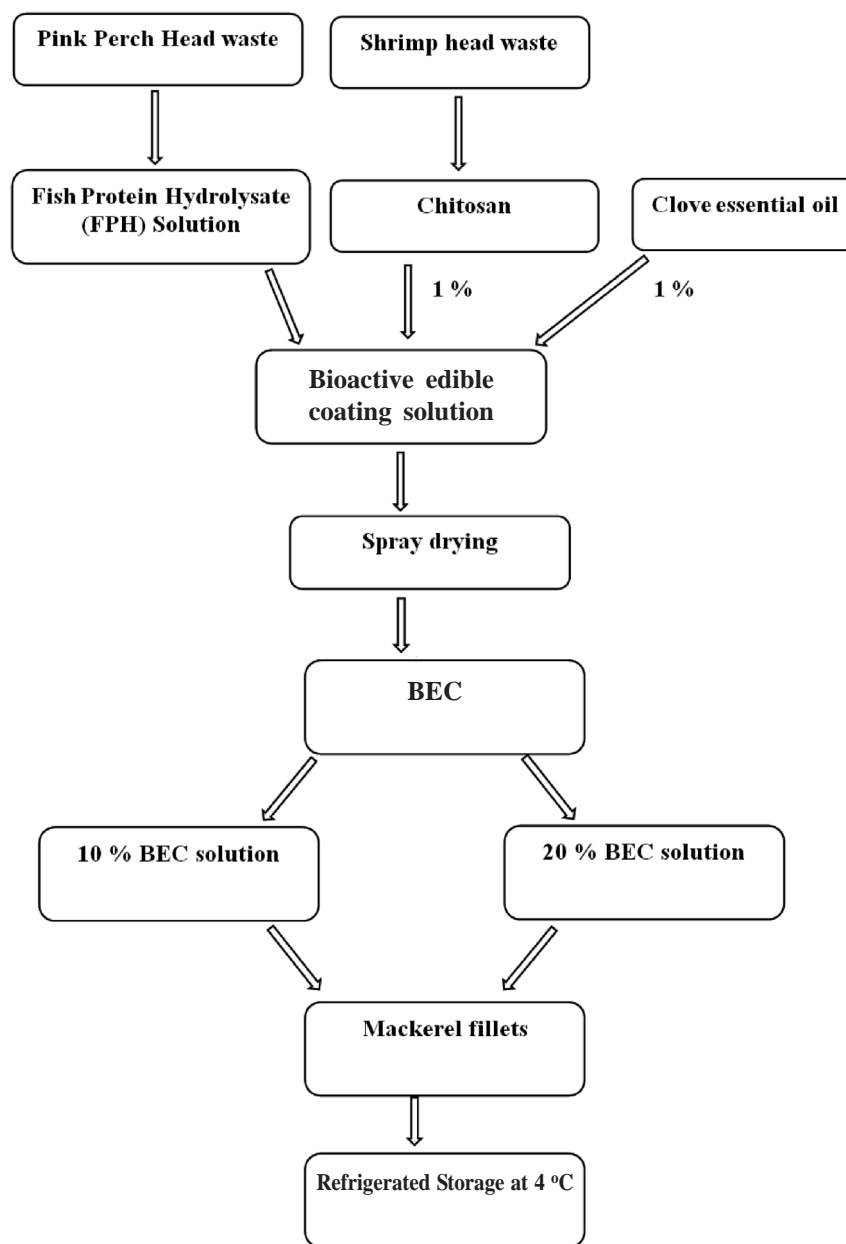 Pink Perch Head waste
Shrimp head waste
Fish Protein Hydrolysate
(FPH) Solution
Chitosan
Clove essential oil
1 %
1 %
Bioactive edible
coating solution
Spray drying
BEC
10 % BEC solution
20 % BEC solution
Mackerel fillets
Refrigerated Storage at 4 °C